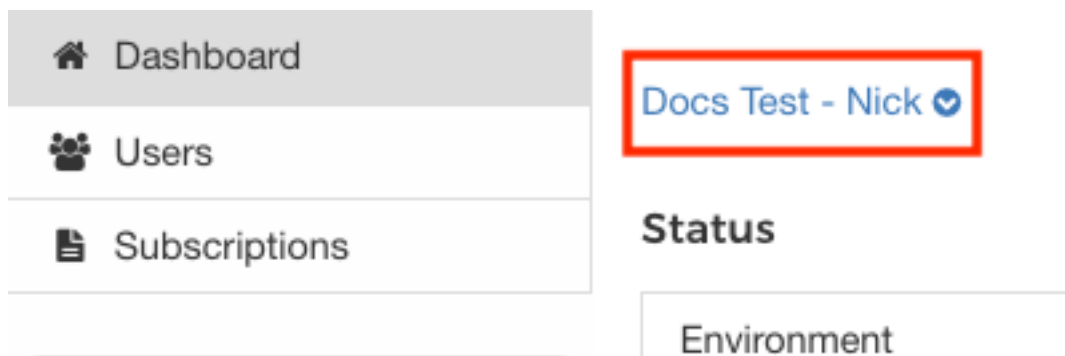 Dashboard
Users
Subscriptions
Docs Test - Nick
Status
Environment